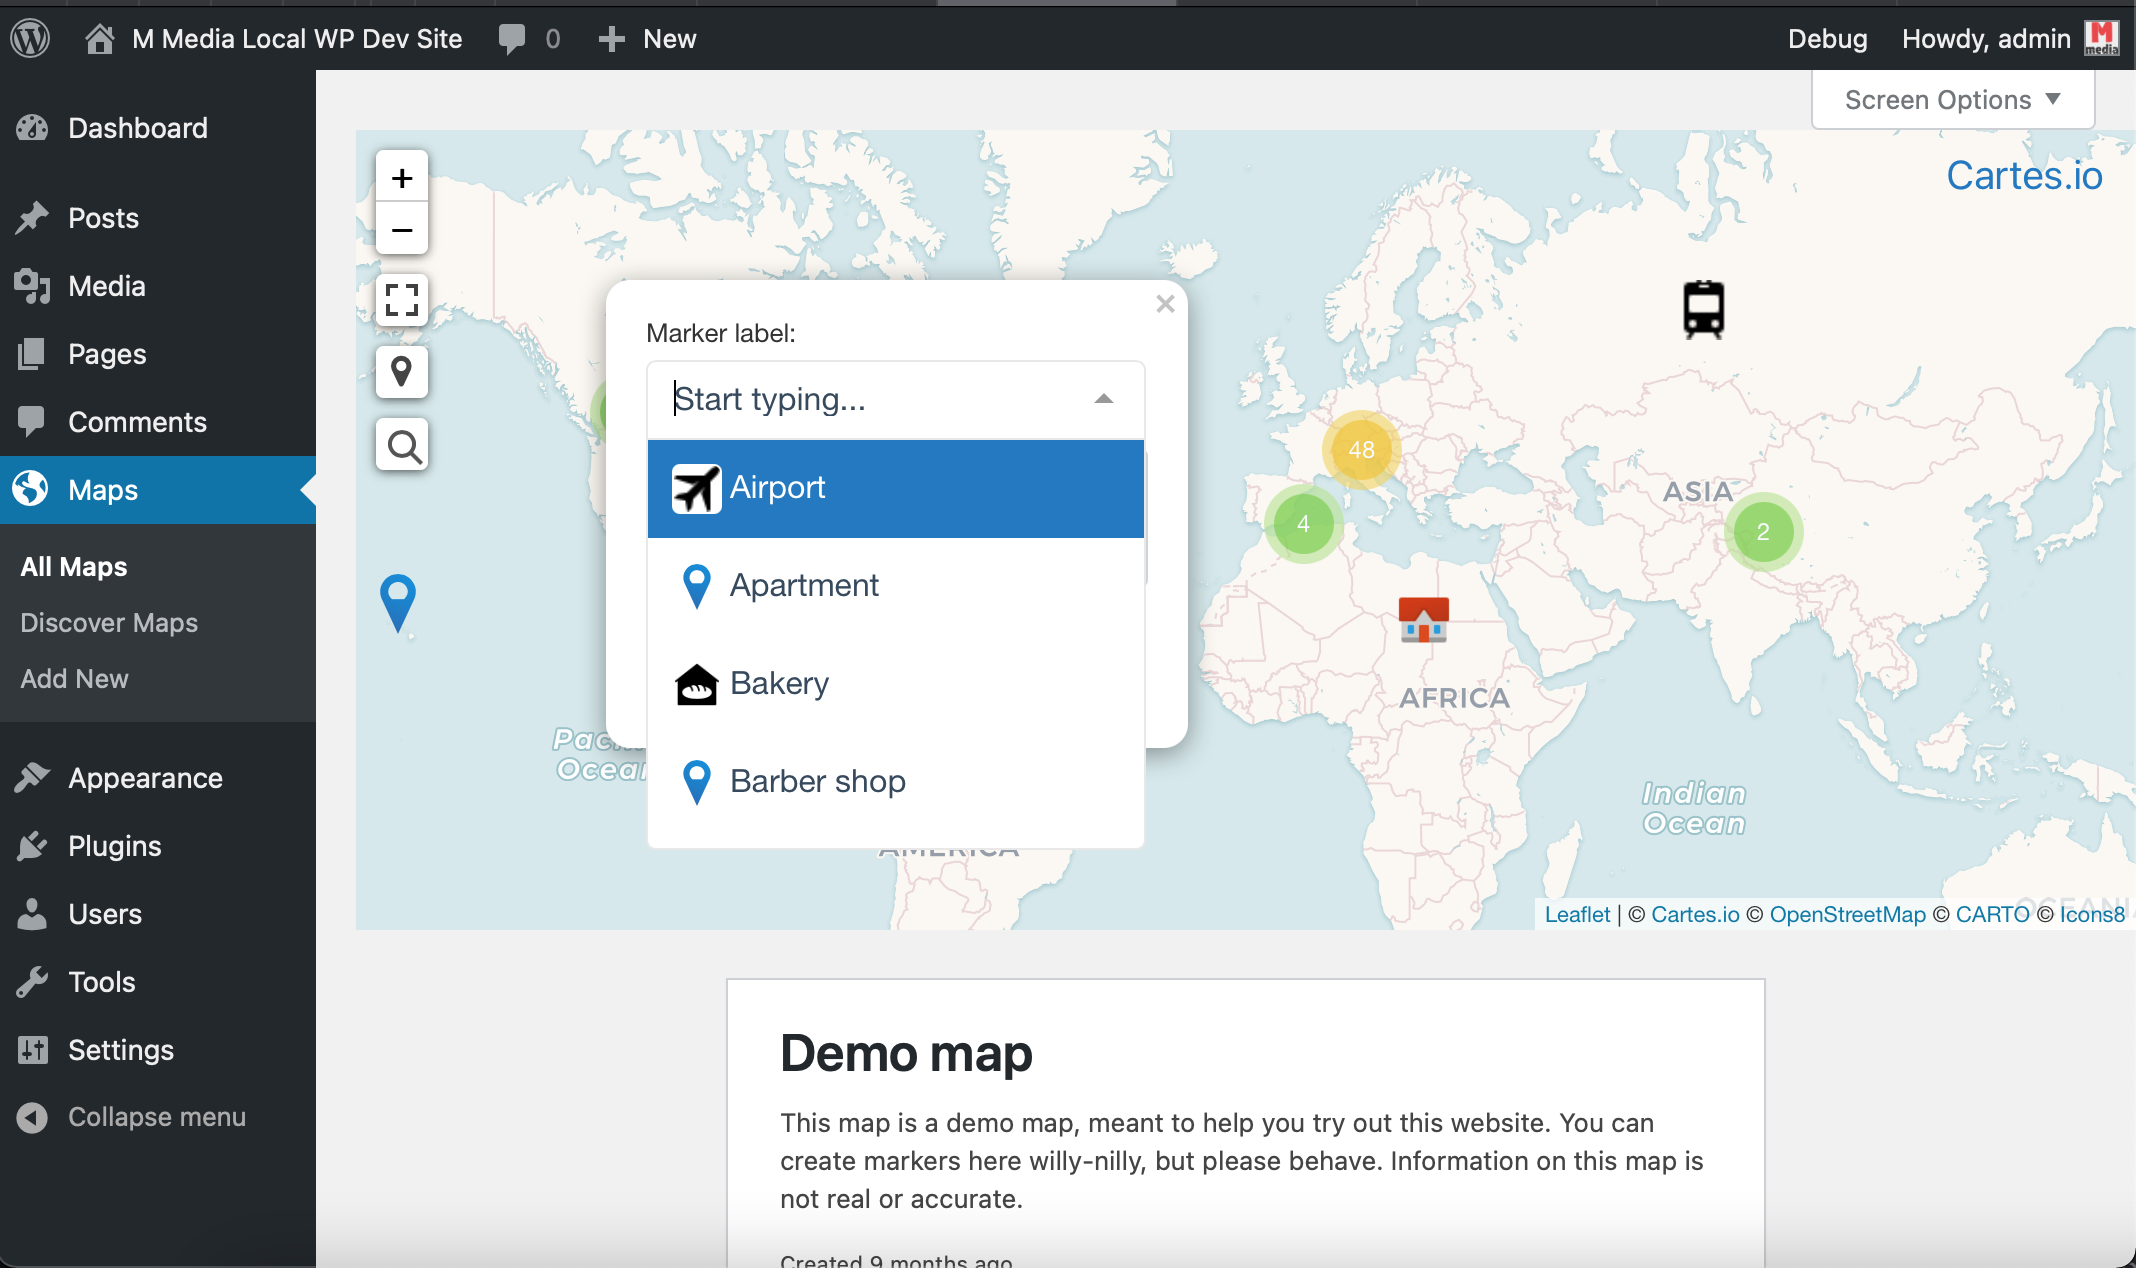 M Media Local WP Dev Site 0 New Debug Howdy, admin M media
Screen Options
Dashboard
Posts
Media
Pages
Comments
Maps
All Maps
Discover Maps
Add New
Appearance
Plugins
Users
Tools
Settings
Collapse menu
+
−
Cartes.io
Marker label:
×
Start typing...
Airport
Apartment
Bakery
Barber shop
48
4
2
ASIA
AFRICA
Pacific
Ocean
AMERICA
Indian
Ocean
OCEANIA
Leaflet | © Cartes.io © OpenStreetMap © CARTO © Icons8
Demo map
This map is a demo map, meant to help you try out this website. You can
create markers here willy-nilly, but please behave. Information on this map is
not real or accurate.
Created 9 months ago